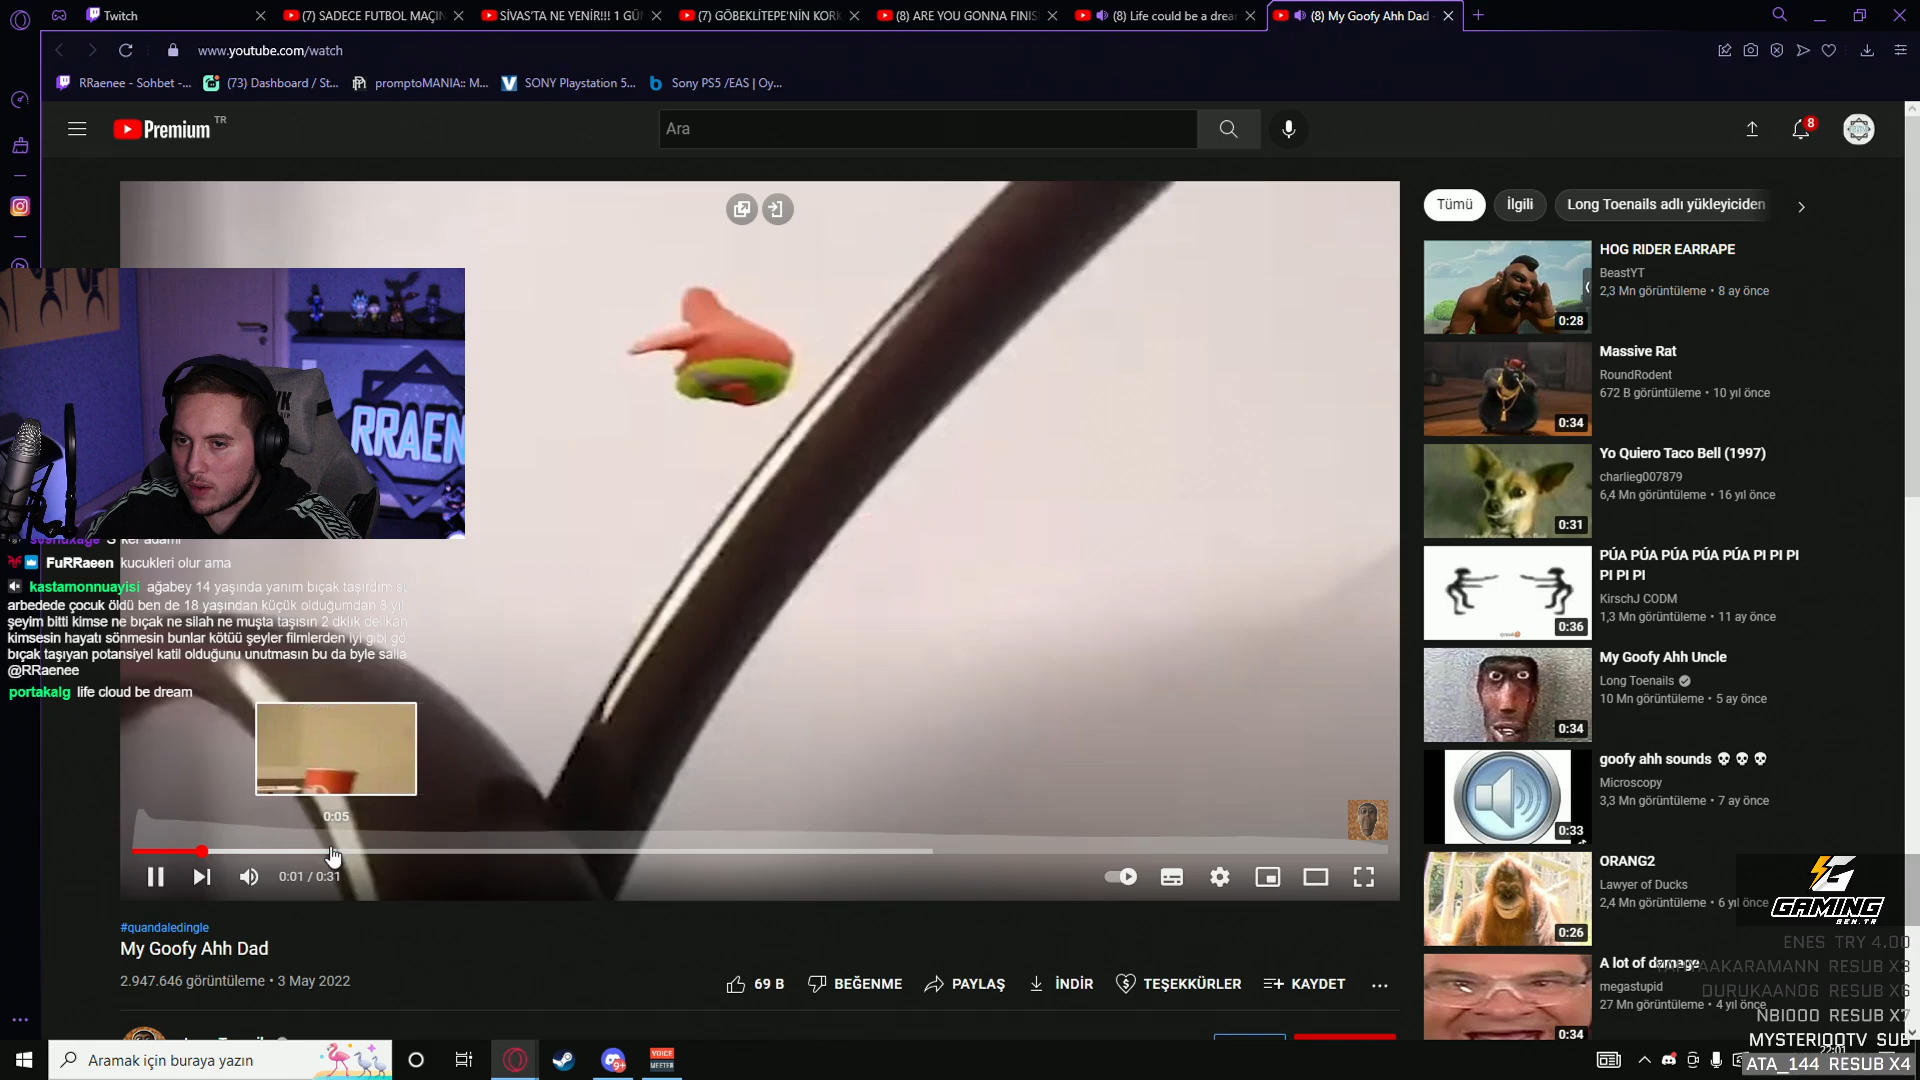 Twitch
(7) SADECE FUTBOL MAÇIN
SİVAS'TA NE YENİR!!! 1 GÜ
(7) GÖBEKLİTEPE'NİN KORK
(8) ARE YOU GONNA FINIS
(8) Life could be a drea
(8) My Goofy Ahh Dad
www.youtube.com/watch
RRaenee - Sohbet -...
(73) Dashboard / St...
promptoMANIA:: M...
SONY Playstation 5...
Sony PS5 /EAS | Oy...
Premium TR
Ara
8
Tümü
İlgili
Long Toenails adlı yükleyiciden
HOG RIDER EARRAPE
BeastYT
2,3 Mn görüntüleme • 8 ay önce
0:28
Massive Rat
RoundRodent
672 B görüntüleme • 10 yıl önce
0:34
Yo Quiero Taco Bell (1997)
charlieg007879
6,4 Mn görüntüleme • 16 yıl önce
0:31
PÚA PÚA PÚA PÚA PÚA PI PI PI
PI PI PI
KirschJ CODM
1,3 Mn görüntüleme • 11 ay önce
0:36
My Goofy Ahh Uncle
Long Toenails
10 Mn görüntüleme • 5 ay önce
0:34
goofy ahh sounds 💀 💀 💀
Microscopy
3,3 Mn görüntüleme • 7 ay önce
0:33
ORANG2
Lawyer of Ducks
2,4 Mn görüntüleme • 6 yıl önce
0:26
A lot of damage
megastupid
27 Mn görüntüleme • 4 yıl önce
0:34
RRAEN
FuRRaeen kucukleri olur ama
kastamonnuayisi ağabey 14 yaşında yanım bıçak taşırdım sı
arbedede çocuk öldü ben de 18 yaşından küçük olduğumdan 8 yıl
şeyim bitti kimse ne bıçak ne silah ne muşta taşısın 2 dklik delikan
kimsesin hayatı sönmesin bunlar kötüü şeyler filmlerden iyi gibi gö
bıçak taşıyan potansiyel katil olduğunu unutmasın bu da byle salla
@RRaenee
portakalg life cloud be dream
0:05
0:01 / 0:31
#quandaledingle
My Goofy Ahh Dad
2.947.646 görüntüleme • 3 May 2022
69 B
BEĞENME
PAYLAŞ
İNDİR
TEŞEKKÜRLER
KAYDET
GAMING
GEN.TR
ENES TRY 4.00
AAKARAMANN RESUB X3
DURUKAAN06 RESUB X6
NBI000 RESUB X7
MYSTERIOOTV SUB
ATA_144 RESUB X4
Aramak için buraya yazın
9+
VOICE
MEETER
22:01